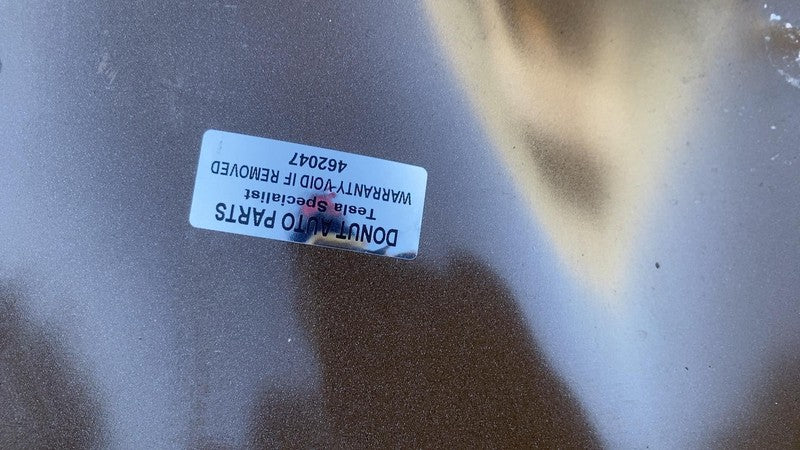 DONUT AUTO PARTS
Tesla Specialist
WARRANTY VOID IF REMOVED
462047